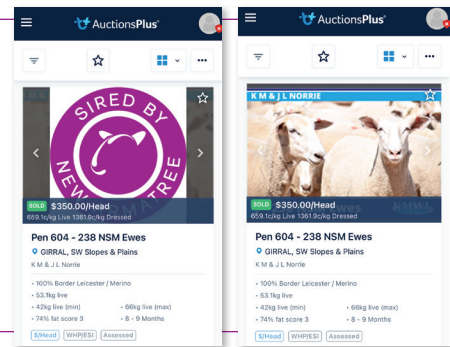 AuctionsPlus
SIRED BY
SOLD $350.00/Head
659.1c/kg Live 1361.9c/kg Dressed
Pen 604 - 238 NSM Ewes
GIRRAL, SW Slopes & Plains
K M & J L Norrie
• 100% Border Leicester / Merino
• 53.1kg live
• 42kg live (min) • 66kg live (max)
• 74% fat score 3 • 8 - 9 Months
$/Head WHP/ESI Assessed
AuctionsPlus
K M & J L NORRIE
SOLD $350.00/Head
659.1c/kg Live 1361.9c/kg Dressed
Pen 604 - 238 NSM Ewes
GIRRAL, SW Slopes & Plains
K M & J L Norrie
• 100% Border Leicester / Merino
• 53.1kg live
• 42kg live (min) • 66kg live (max)
• 74% fat score 3 • 8 - 9 Months
$/Head WHP/ESI Assessed